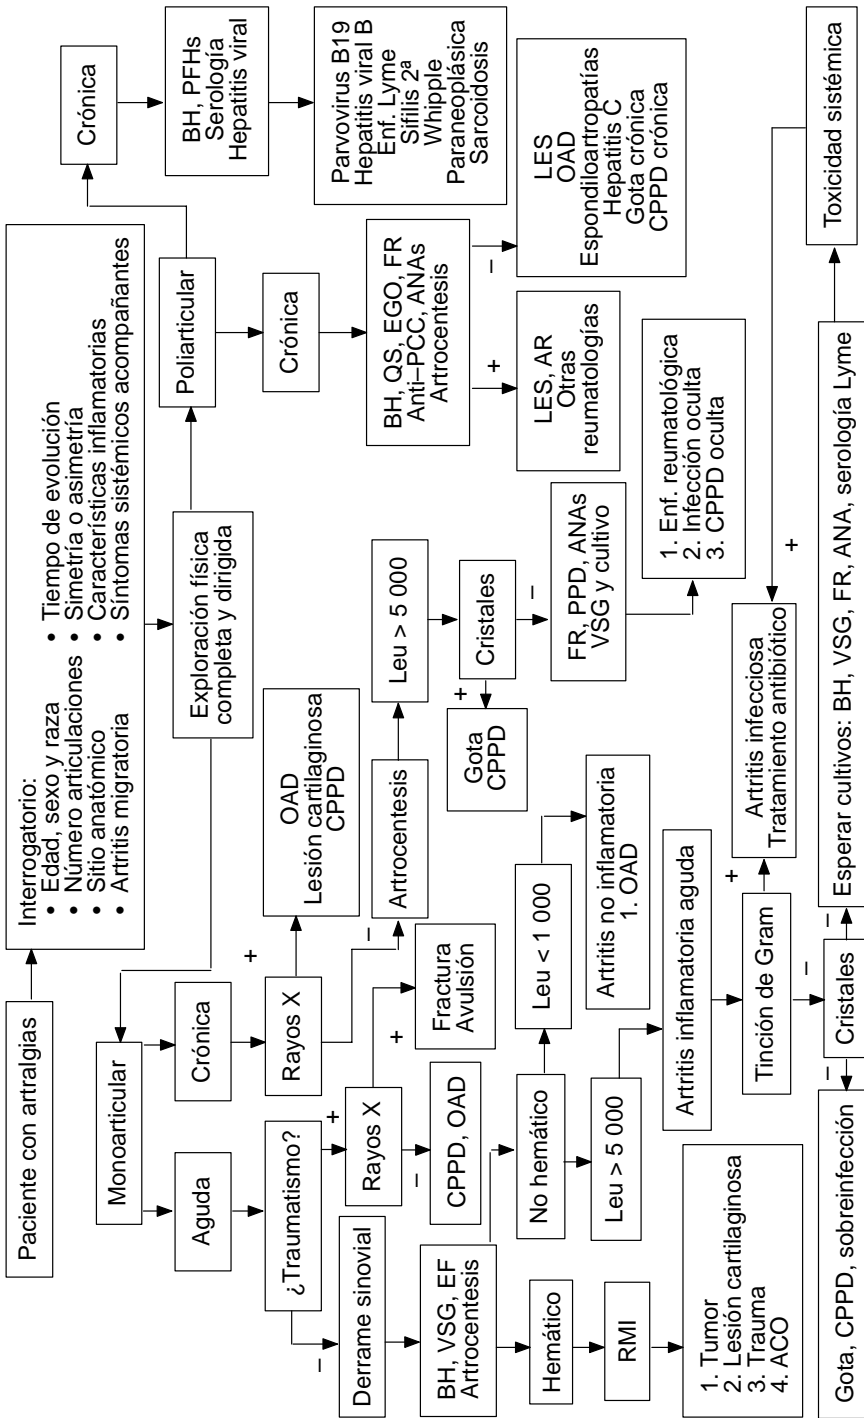 Paciente con artralgias
Interrogatorio:
• Edad, sexo y raza
• Número articulaciones
• Sitio anatómico
• Artritis migratoria
• Tiempo de evolución
• Simetría o asimetría
• Características inflamatorias
• Síntomas sistémicos acompañantes
Exploración física
completa y dirigida
Monoarticular
Poliarticular
Aguda
Crónica
Crónica
Crónica
¿Traumatismo?
Rayos X
+
OAD
Lesión cartilaginosa
CPPD
–
Artrocentesis
Leu > 5 000
Cristales
+
Gota
CPPD
–
FR, PPD, ANAs
VSG y cultivo
1. Enf. reumatológica
2. Infección oculta
3. CPPD oculta
BH, QS, EGO, FR
Anti–PCC, ANAs
Artrocentesis
+
LES, AR
Otras
reumatologías
–
LES
OAD
Espondiloartropatías
Hepatitis C
Gota crónica
CPPD crónica
BH, PFHs
Serología
Hepatitis viral
Parvovirus B19
Hepatitis viral B
Enf. Lyme
Sifilis 2ª
Whipple
Paraneoplásica
Sarcoidosis
+
Rayos X
+
Fractura
Avulsión
–
CPPD, OAD
–
Derrame sinovial
BH, VSG, EF
Artrocentesis
Hemático
RMI
1. Tumor
2. Lesión cartilaginosa
3. Trauma
4. ACO
No hemático
Leu < 1 000
Artritis no inflamatoria
1. OAD
Leu > 5 000
Artritis inflamatoria aguda
Tinción de Gram
+
Artritis infecciosa
Tratamiento antibiótico
–
Cristales
–
Gota, CPPD, sobreinfección
–
Esperar cultivos: BH, VSG, FR, ANA, serología Lyme
Toxicidad sistémica
+